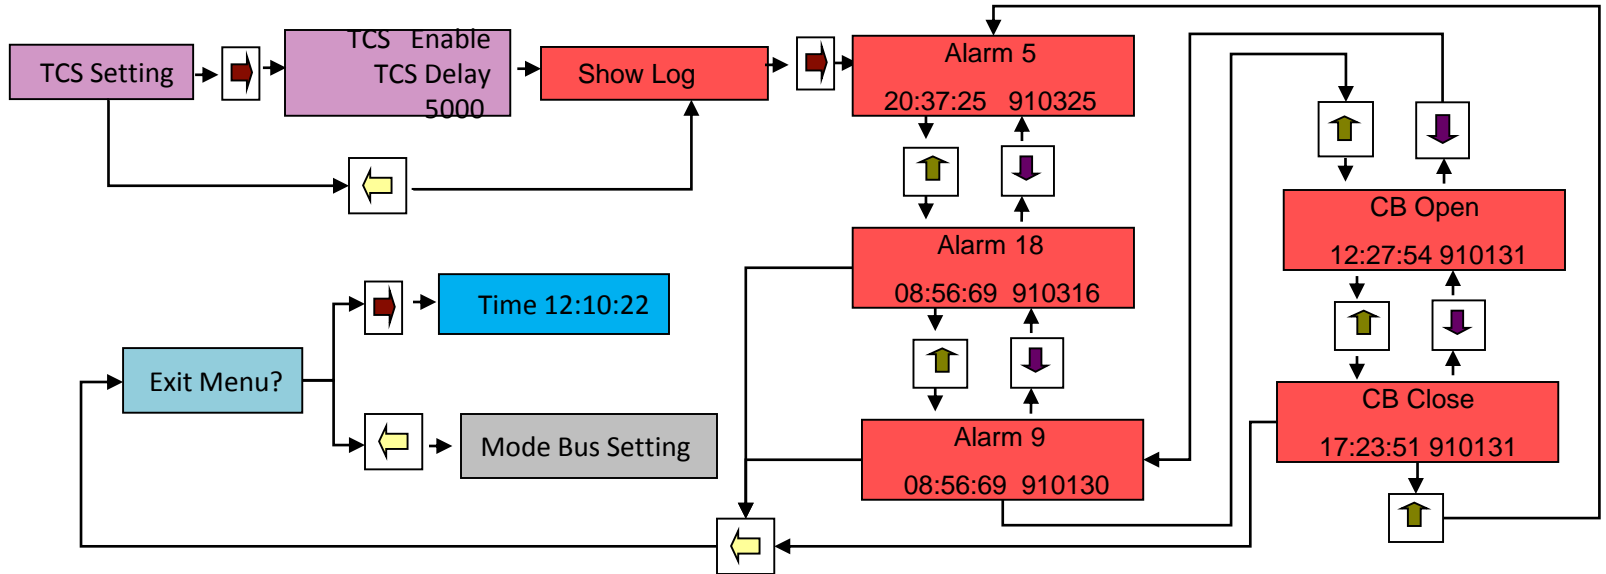 TCS Setting
TCS Enable
TCS Delay
5000
Show Log
Alarm 5
20:37:25 910325
Alarm 18
08:56:69 910316
Alarm 9
08:56:69 910130
CB Open
12:27:54 910131
CB Close
17:23:51 910131
Time 12:10:22
Exit Menu?
Mode Bus Setting